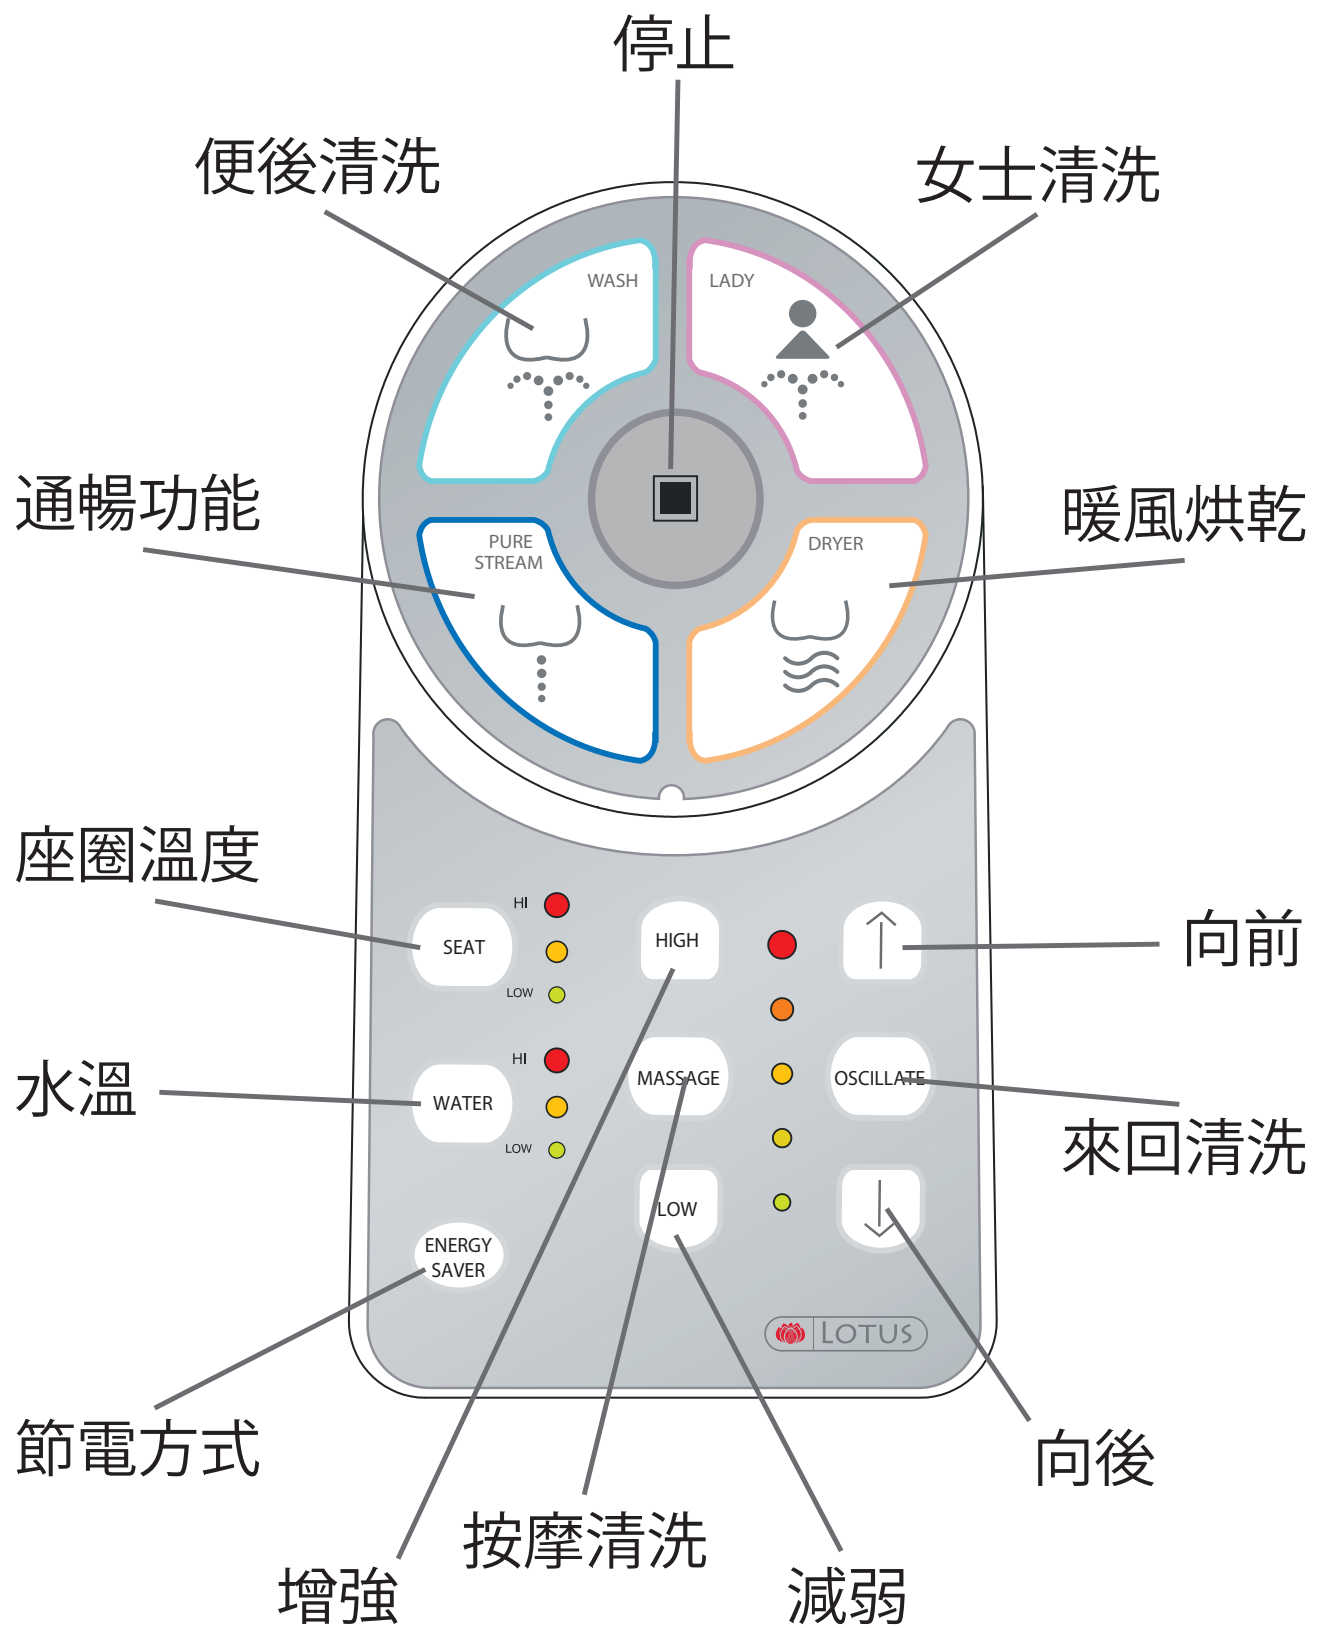 停止
便後清洗
女士清洗
WASH
LADY
通暢功能
暖風烘乾
PURE
STREAM
DRYER
座圈溫度
向前
HI
SEAT
LOW
HIGH
水溫
HI
WATER
LOW
MASSAGE
OSCILLATE
來回清洗
LOW
ENERGY
SAVER
LOTUS
節電方式
向後
按摩清洗
增強
減弱